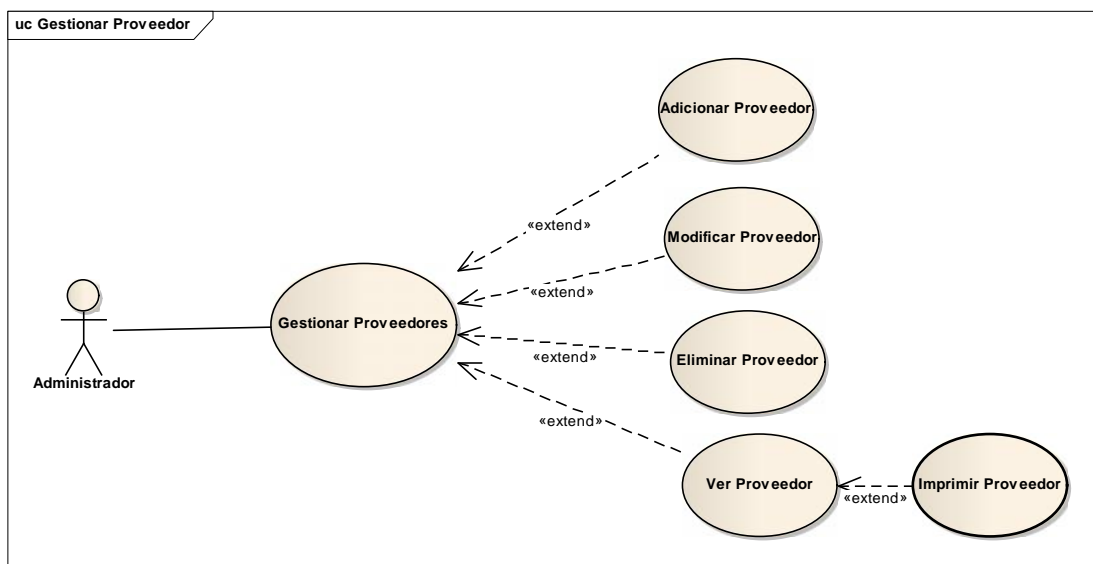 uc Gestionar Proveedor
Adicionar Proveedor
«extend»
Modificar Proveedor
«extend»
Gestionar Proveedores
Administrador
«extend»
Eliminar Proveedor
«extend»
Ver Proveedor
«extend»
Imprimir Proveedor